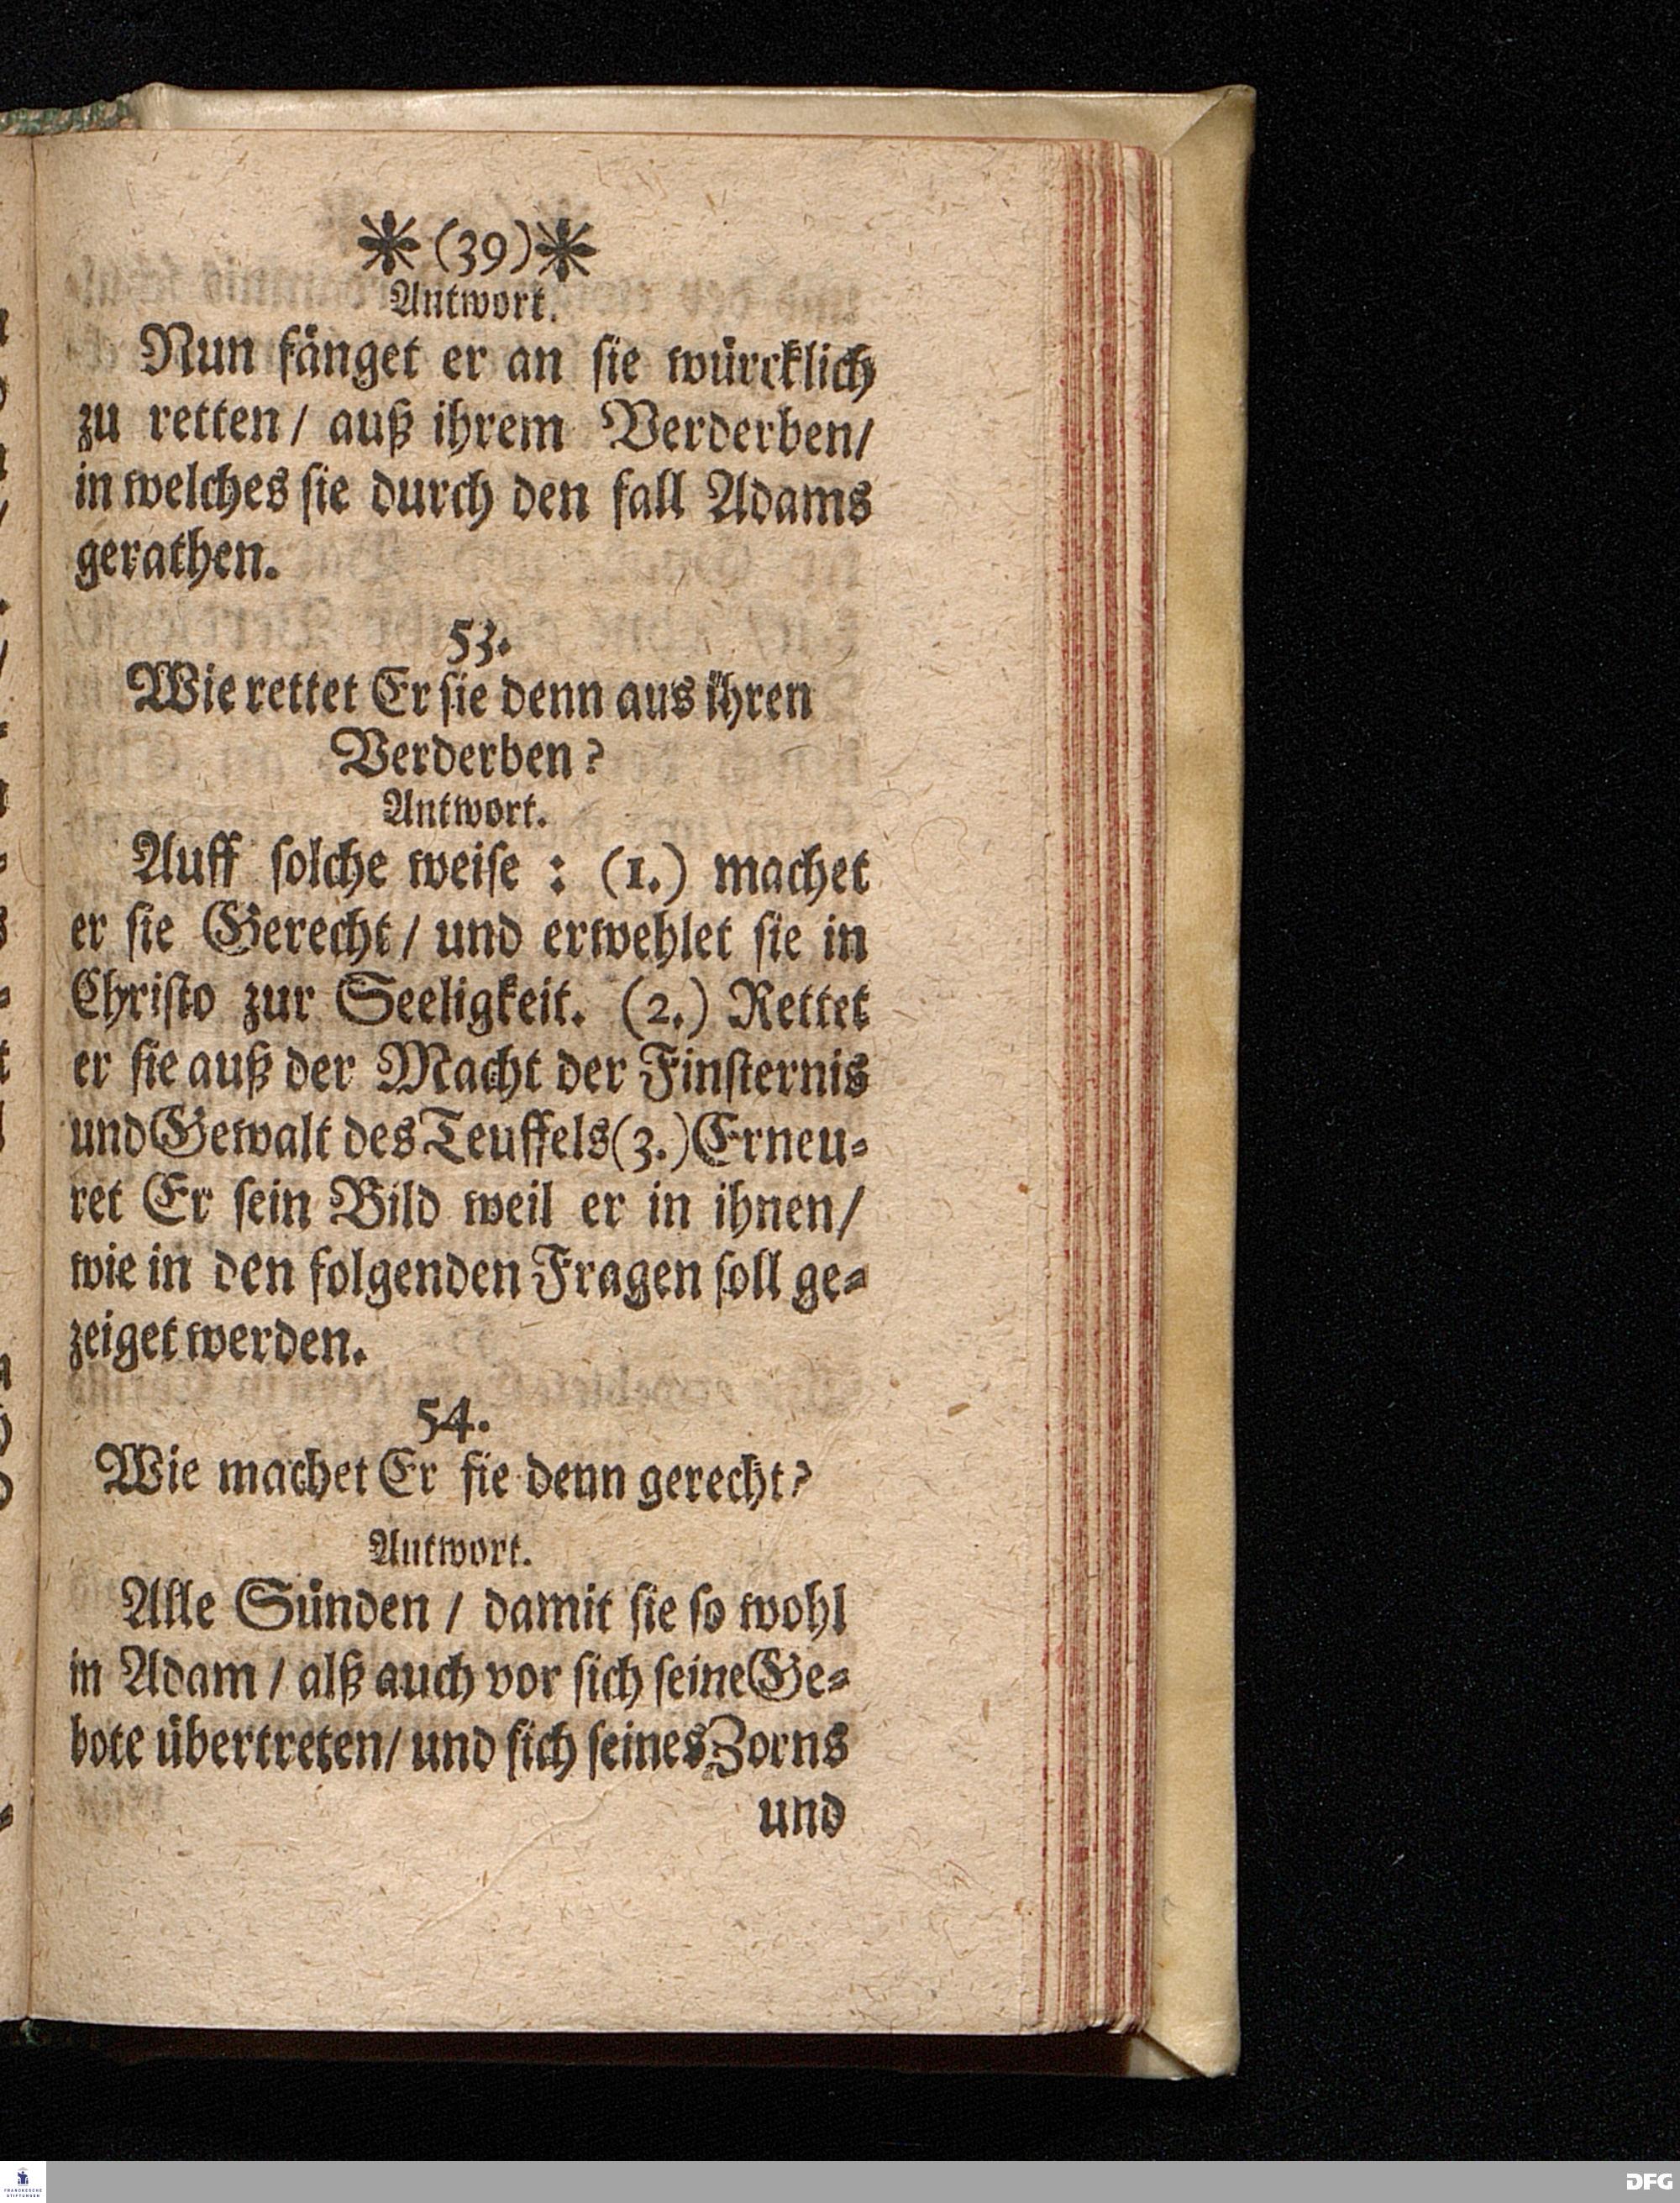 *(39)*
Antwort.
Nun fänget er an ſie würcklich
zu retten/ auß ihrem Verderben/
in welches ſie durch den fall Adams
gerathen.
53.
Wie rettet Er ſie denn aus ihren
Verderben?
Antwort.
Auff ſolche weiſe : (1.) machet
er ſie Gerecht/ und erwehlet ſie in
Chriſto zur Seeligkeit. (2.) Rettet
er ſie auß der Macht der Finſternis
und Gewalt des Teuffels (3.) Erneu-
ret Er ſein Bild weil er in ihnen/
wie in den folgenden Fragen ſoll ge-
zeiget werden.
54.
Wie machet Er ſie denn gerecht?
Antwort.
Alle Sünden / damit ſie ſo wohl
in Adam / alß auch vor ſich ſeine Ge-
bote übertreten/ und ſich ſeines Zorns
und
FRANCKESCHE
STIFTUNGEN
DFG